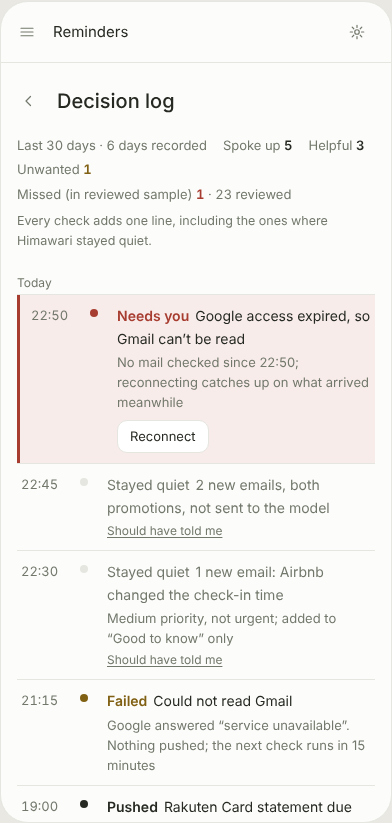 Reminders
Decision log
Last 30 days · 6 days recorded Spoke up 5 Helpful 3
Unwanted 1
Missed (in reviewed sample) 1 · 23 reviewed
Every check adds one line, including the ones where
Himawari stayed quiet.
Today
22:50 Needs you Google access expired, so
Gmail can’t be read
No mail checked since 22:50;
reconnecting catches up on what arrived
meanwhile
Reconnect
22:45 Stayed quiet 2 new emails, both
promotions, not sent to the model
Should have told me
22:30 Stayed quiet 1 new email: Airbnb
changed the check-in time
Medium priority, not urgent; added to
“Good to know” only
Should have told me
21:15 Failed Could not read Gmail
Google answered “service unavailable”.
Nothing pushed; the next check runs in 15
minutes
19:00 Pushed Rakuten Card statement due